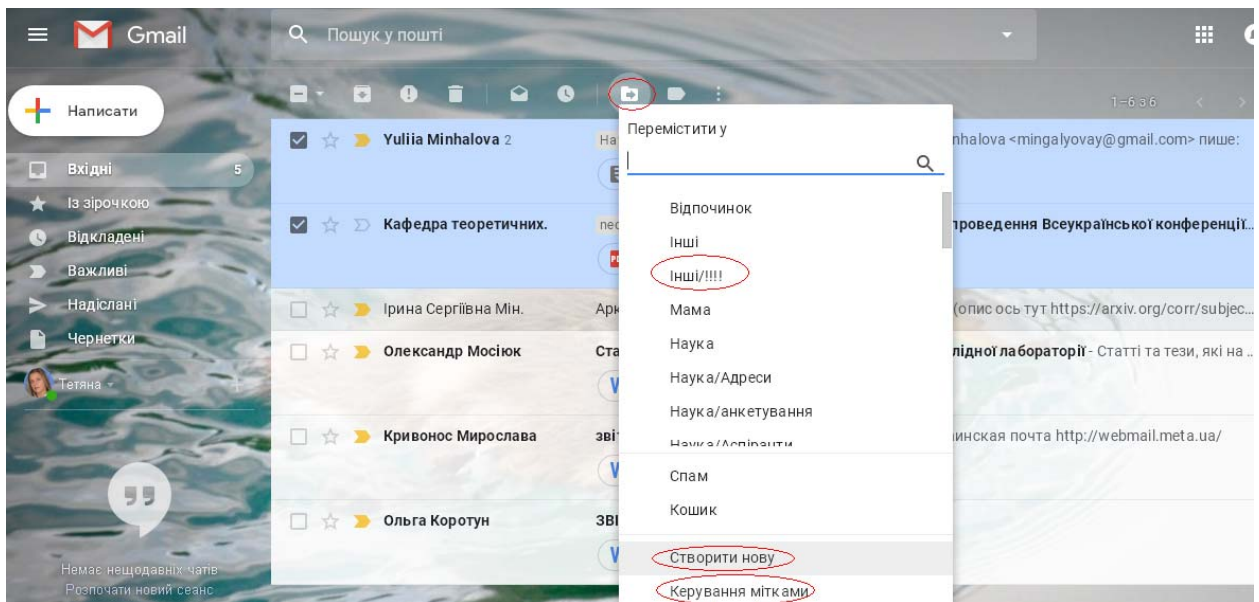 Gmail
Пошук у пошті
Написати
1–6 з 6
Перемістити у
Вхідні 5
Із зірочкою
Відкладені
Важливі
Надіслані
Чернетки
Тетяна
Немає нещодавніх чатів
Розпочати новий сеанс
Yuliia Minhalova 2
nhalova <mingalyovay@gmail.com> пише:
Кафедра теоретичних.
проведення Всеукраїнської конференції...
Ірина Сергіївна Мін.
(опис ось тут https://arxiv.org/corr/subjec...
Олександр Мосіюк
лідної лабораторії - Статті та тези, які на ...
Кривонос Мирослава
инская почта http://webmail.meta.ua/
Ольга Коротун
Відпочинок
Інші
Інші/!!!!
Мама
Наука
Наука/Адреси
Наука/анкетування
Наука/Аспіранти
Спам
Кошик
Створити нову
Керування мітками